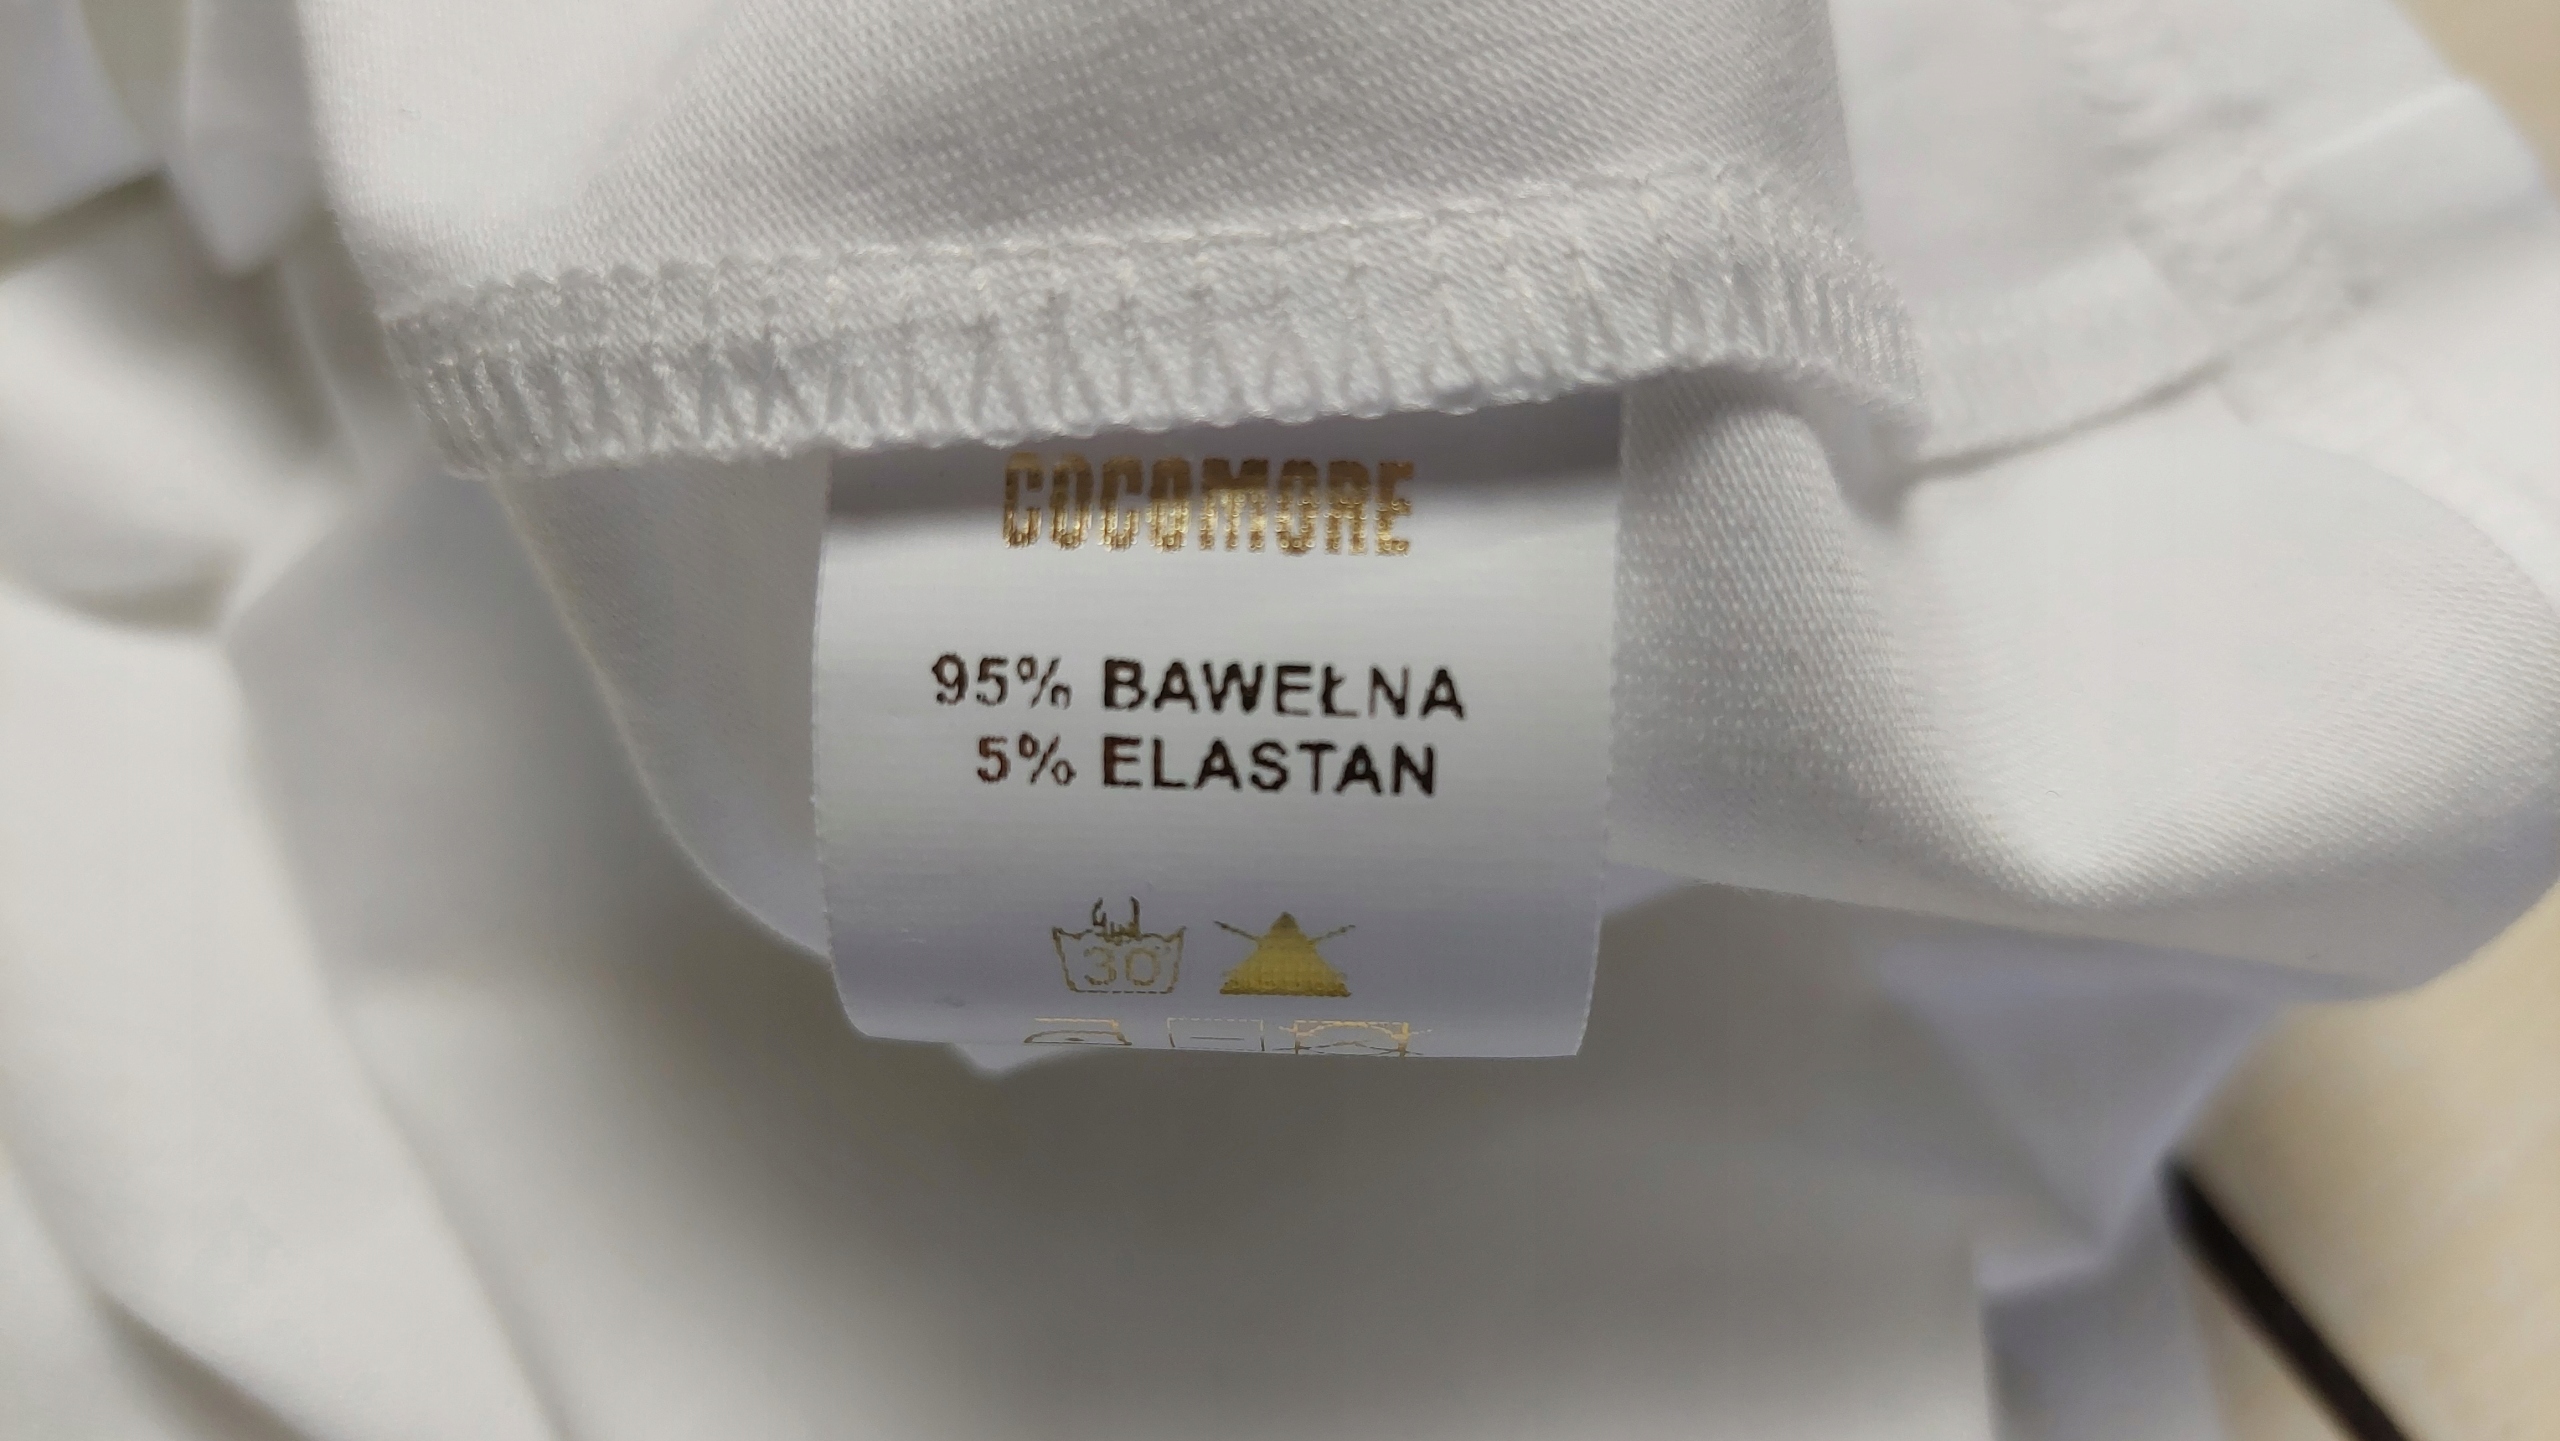 COCOMORE
95% BAWEŁNA
5% ELASTAN
30°